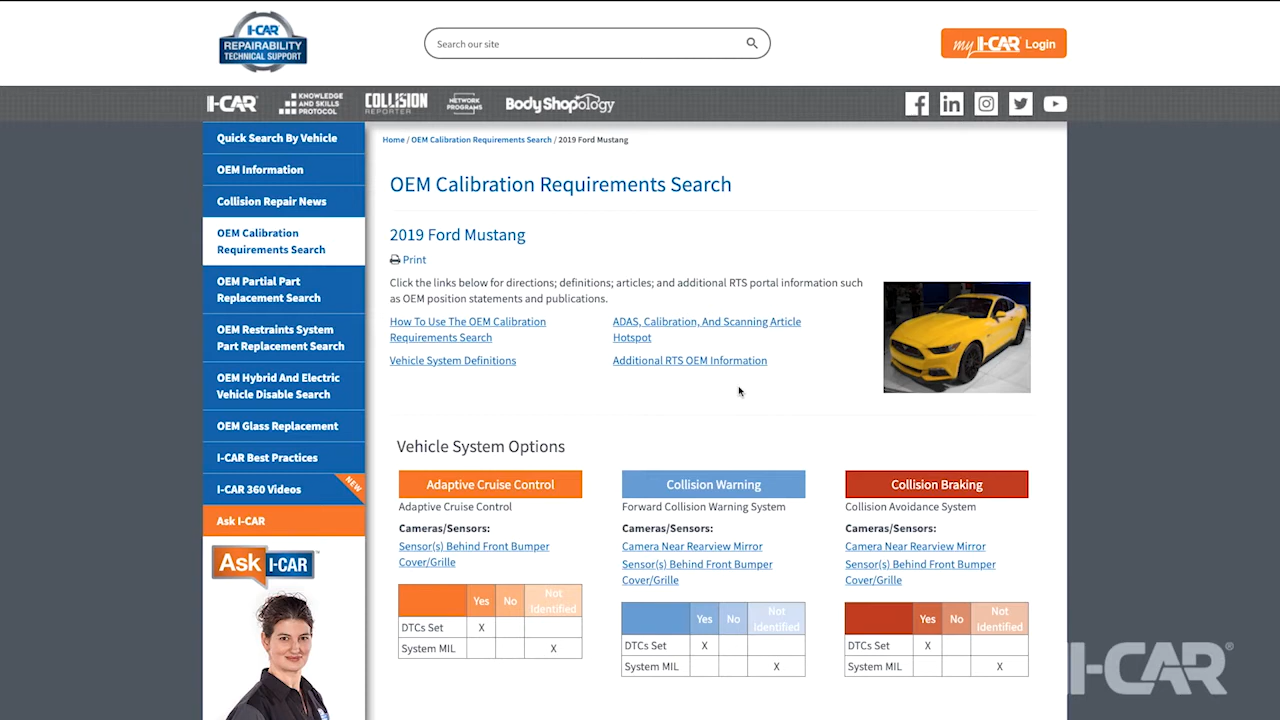 I-CAR
REPAIRABILITY
TECHNICAL SUPPORT
Search our site
my I-CAR Login
I-CAR
KNOWLEDGE
AND SKILLS
PROTOCOL
COLLISION
REPORTER
NETWORK
PROGRAMS
BodyShopology
Quick Search By Vehicle
OEM Information
Collision Repair News
OEM Calibration
Requirements Search
OEM Partial Part
Replacement Search
OEM Restraints System
Part Replacement Search
OEM Hybrid And Electric
Vehicle Disable Search
OEM Glass Replacement
I-CAR Best Practices
I-CAR 360 Videos
NEW
Ask I-CAR
Ask I-CAR
Home / OEM Calibration Requirements Search / 2019 Ford Mustang
OEM Calibration Requirements Search
2019 Ford Mustang
Print
Click the links below for directions; definitions; articles; and additional RTS portal information such
as OEM position statements and publications.
How To Use The OEM Calibration
Requirements Search
Vehicle System Definitions
ADAS, Calibration, And Scanning Article
Hotspot
Additional RTS OEM Information
Vehicle System Options
Adaptive Cruise Control
Adaptive Cruise Control
Cameras/Sensors:
Sensor(s) Behind Front Bumper
Cover/Grille
Yes No Not
Identified
DTCs Set X
System MIL X
Collision Warning
Forward Collision Warning System
Cameras/Sensors:
Camera Near Rearview Mirror
Sensor(s) Behind Front Bumper
Cover/Grille
Yes No Not
Identified
DTCs Set X
System MIL X
Collision Braking
Collision Avoidance System
Cameras/Sensors:
Camera Near Rearview Mirror
Sensor(s) Behind Front Bumper
Cover/Grille
Yes No Not
Identified
DTCs Set X
System MIL X
I-CAR®